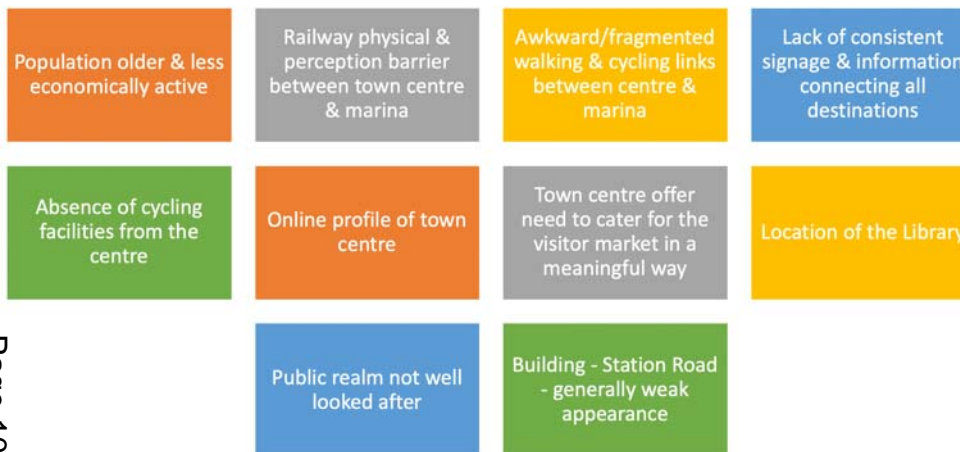 Population older & less
economically active
Railway physical &
perception barrier
between town centre
& marina
Awkward/fragmented
walking & cycling links
between centre &
marina
Lack of consistent
signage & information
connecting all
destinations
Absence of cycling
facilities from the
centre
Online profile of town
centre
Town centre offer
need to cater for the
visitor market in a
meaningful way
Location of the Library
Public realm not well
looked after
Building - Station Road
- generally weak
appearance